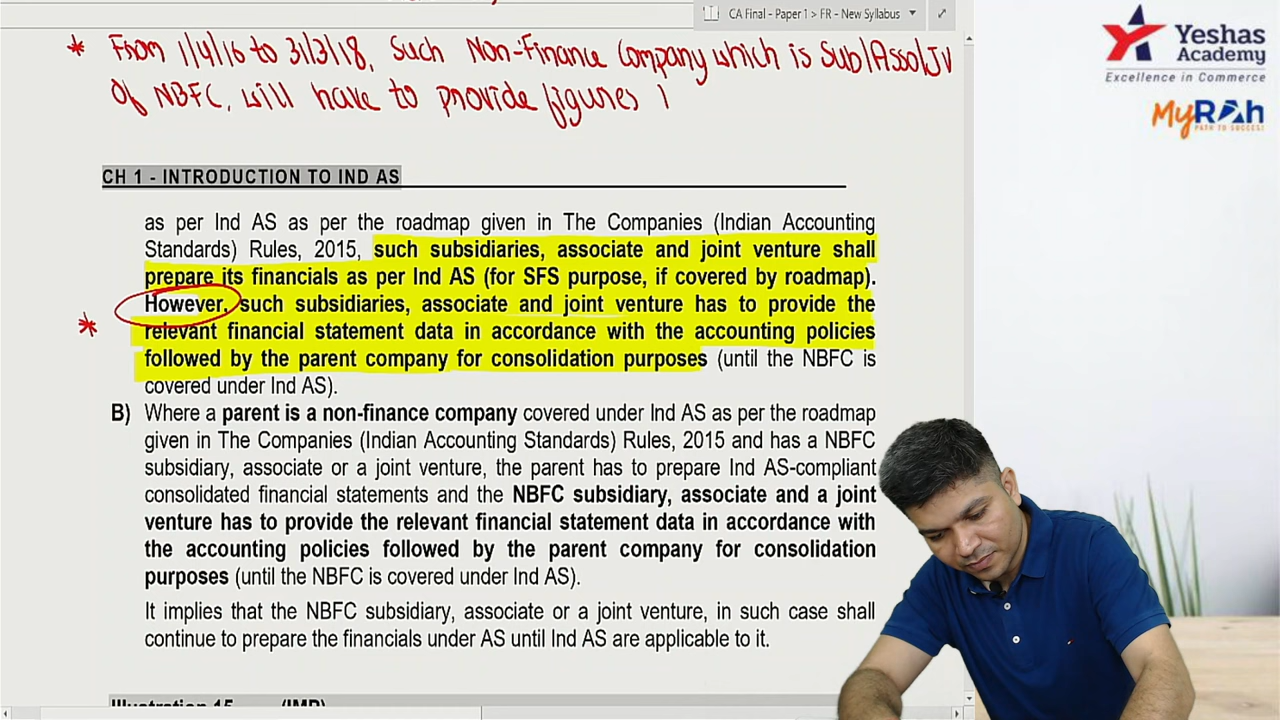 CA Final - Paper 1 > FR - New Syllabus
Yeshas
Academy
Excellence in Commerce
MyRAh
PATH TO SUCCESS
* From 1/4/16 to 31/3/18, Such Non-Finance Company which is Sub/Asso/JV
of NBFC, will have to provide figures
CH 1 - INTRODUCTION TO IND AS
as per Ind AS as per the roadmap given in The Companies (Indian Accounting
Standards) Rules, 2015, such subsidiaries, associate and joint venture shall
prepare its financials as per Ind AS (for SFS purpose, if covered by roadmap).
However, such subsidiaries, associate and joint venture has to provide the
* relevant financial statement data in accordance with the accounting policies
followed by the parent company for consolidation purposes (until the NBFC is
covered under Ind AS).
B) Where a parent is a non-finance company covered under Ind AS as per the roadmap
given in The Companies (Indian Accounting Standards) Rules, 2015 and has a NBFC
subsidiary, associate or a joint venture, the parent has to prepare Ind AS-compliant
consolidated financial statements and the NBFC subsidiary, associate and a joint
venture has to provide the relevant financial statement data in accordance with
the accounting policies followed by the parent company for consolidation
purposes (until the NBFC is covered under Ind AS).
It implies that the NBFC subsidiary, associate or a joint venture, in such case shall
continue to prepare the financials under AS until Ind AS are applicable to it.
Illustration 15 (IMP)